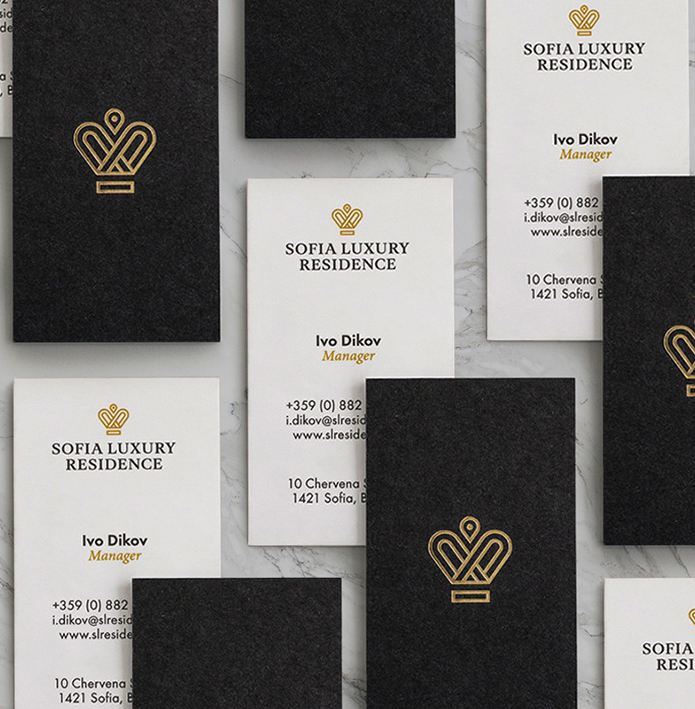 SOFIA LUXURY
RESIDENCE
Ivo Dikov
Manager
+359 (0) 882
10 Chervena
1421 Sofia,
SOFIA LUXURY
RESIDENCE
Ivo Dikov
Manager
+359 (0) 882
10 Chervena
1421 Sofia,
SOFIA LUXURY
RESIDENCE
Ivo Dikov
Manager
+359 (0) 882
10 Chervena
1421 Sofia,